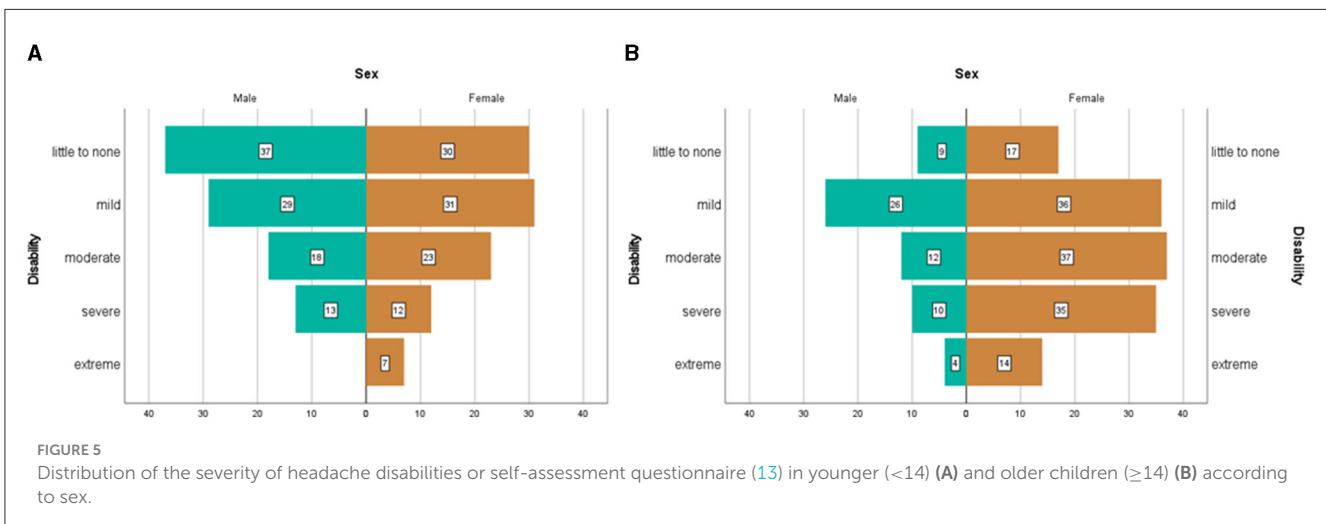 A
Sex
Male Female
little to none 37 30
mild 29 31
moderate 18 23
severe 13 12
extreme 7
Disability
40 30 20 10 0 10 20 30 40
B
Sex
Male Female
little to none 9 17 little to none
mild 26 36 mild
moderate 12 37 moderate
severe 10 35 severe
extreme 4 14 extreme
Disability Disability
40 30 20 10 0 10 20 30 40
FIGURE 5
Distribution of the severity of headache disabilities or self-assessment questionnaire (13) in younger (<14) (A) and older children (≥14) (B) according
to sex.